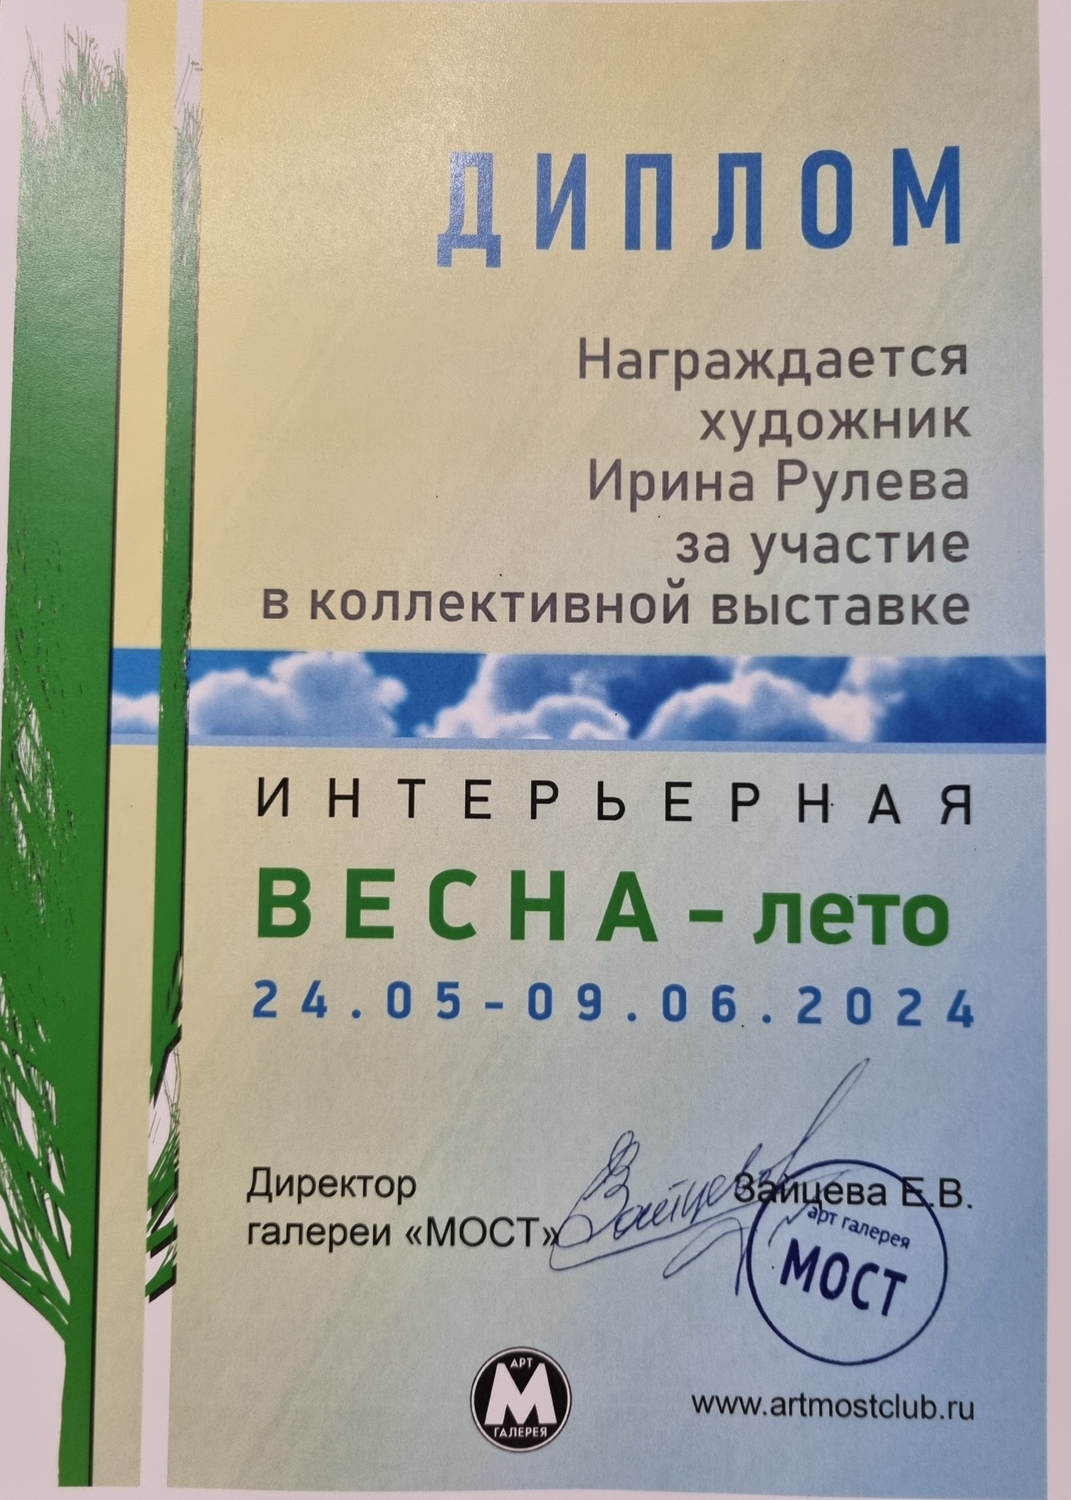 ДИПЛОМ
Награждается
художник
Ирина Рулева
за участие
в коллективной выставке
ИНТЕРЬЕРНАЯ
ВЕСНА - лето
24.05-09.06.2024
Директор
галереи «МОСТ»
Зайцева
Зайцева Е.В.
арт галерея
МОСТ
АРТ
М
ГАЛЕРЕЯ
www.artmostclub.ru